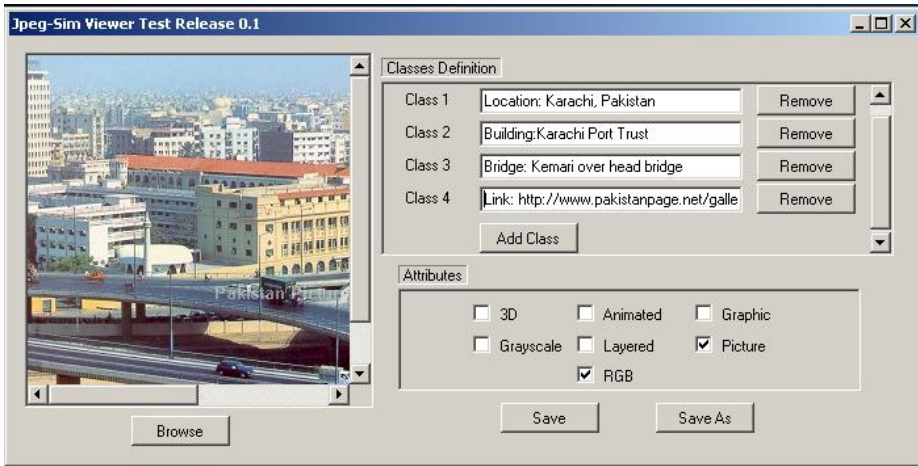 Jpeg-Sim Viewer Test Release 0.1
Classes Definition
Class 1 Location: Karachi, Pakistan Remove
Class 2 Building:Karachi Port Trust Remove
Class 3 Bridge: Kemari over head bridge Remove
Class 4 Link: http://www.pakistanpage.net/galle Remove
Add Class
Attributes
3D Animated Graphic
Grayscale Layered Picture
RGB
Save Save As
Browse
Pakistan